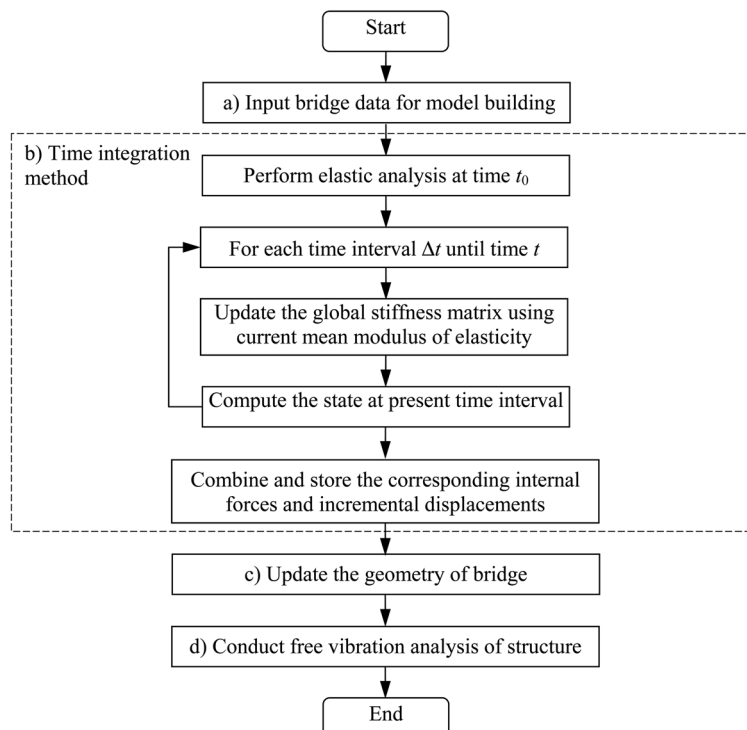 Start
a) Input bridge data for model building
b) Time integration
method
Perform elastic analysis at time t₀
For each time interval Δt until time t
Update the global stiffness matrix using
current mean modulus of elasticity
Compute the state at present time interval
Combine and store the corresponding internal
forces and incremental displacements
c) Update the geometry of bridge
d) Conduct free vibration analysis of structure
End